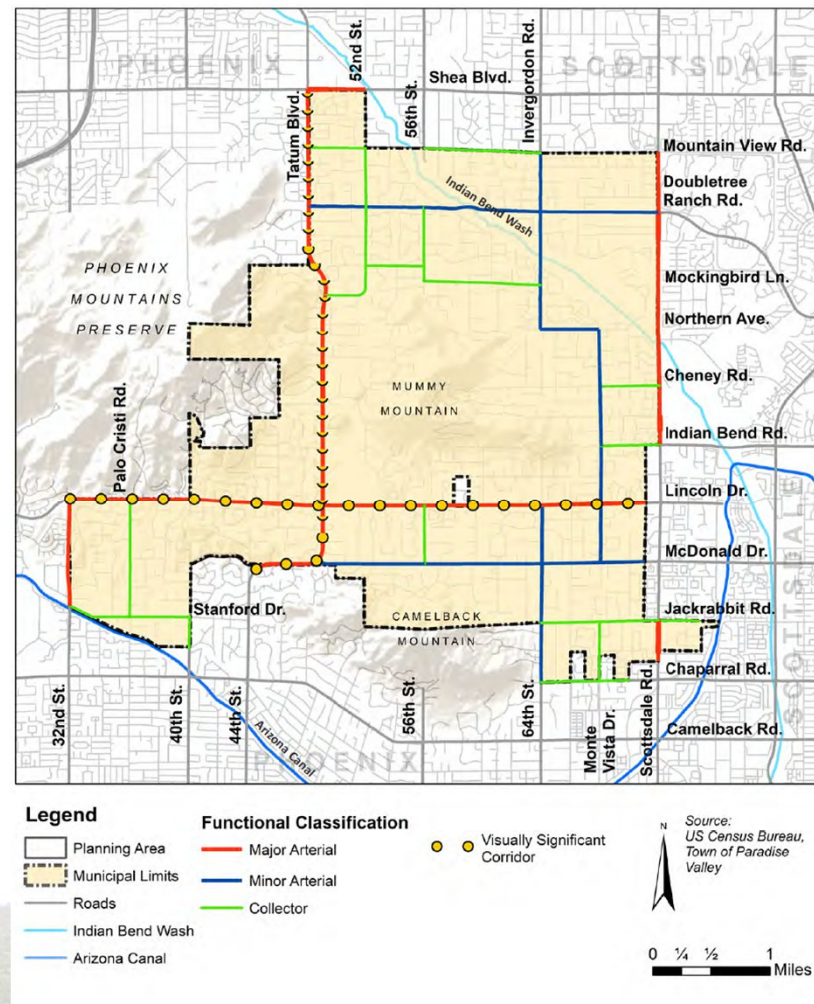 PHOENIX
SCOTTSDALE
52nd St.
56th St.
Invergordon Rd.
Shea Blvd.
Tatum Blvd.
Mountain View Rd.
Doubletree
Ranch Rd.
Indian Bend Wash
PHOENIX
MOUNTAINS
PRESERVE
Mockingbird Ln.
Northern Ave.
Palo Cristi Rd.
MUMMY
MOUNTAIN
Cheney Rd.
Indian Bend Rd.
Lincoln Dr.
McDonald Dr.
SCOTTSDALE
Stanford Dr.
CAMELBACK
MOUNTAIN
Jackrabbit Rd.
Chaparral Rd.
32nd St.
40th St.
44th St.
56th St.
64th St.
Monte
Vista Dr.
Scottsdale Rd.
Camelback Rd.
Arizona Canal
PHOENIX
Legend
Planning Area
Municipal Limits
Roads
Indian Bend Wash
Arizona Canal
Functional Classification
Major Arterial
Minor Arterial
Collector
Visually Significant
Corridor
N
Source:
US Census Bureau,
Town of Paradise
Valley
0 ¼ ½ 1
Miles